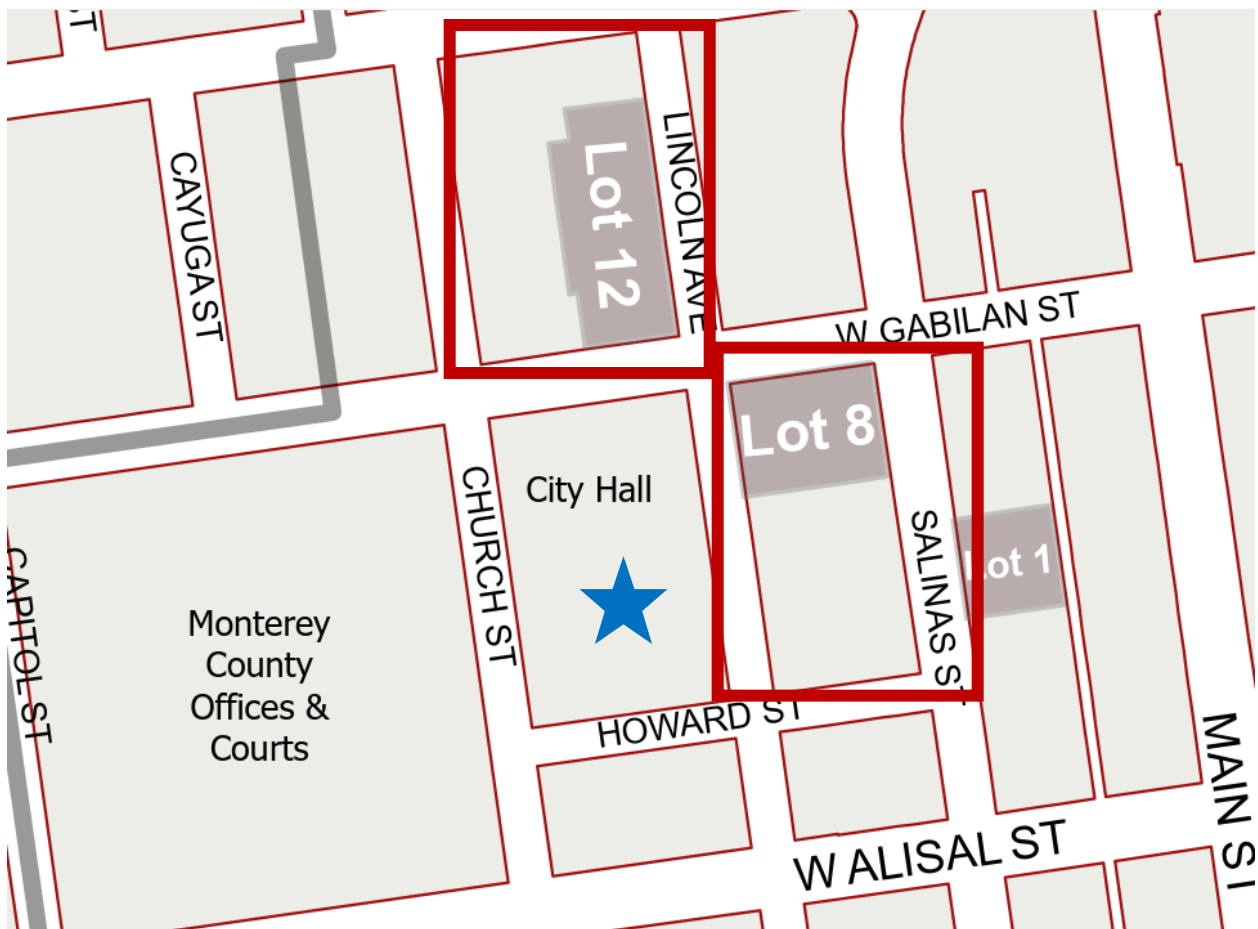 ST
CAYUGA ST
Lot 12
LINCOLN AVE
W GABILAN ST
Lot 8
City Hall
CHURCH ST
SALINAS ST
Lot 1
CAPITOL ST
Monterey
County
Offices &
Courts
HOWARD ST
MAIN ST
W ALISAL ST